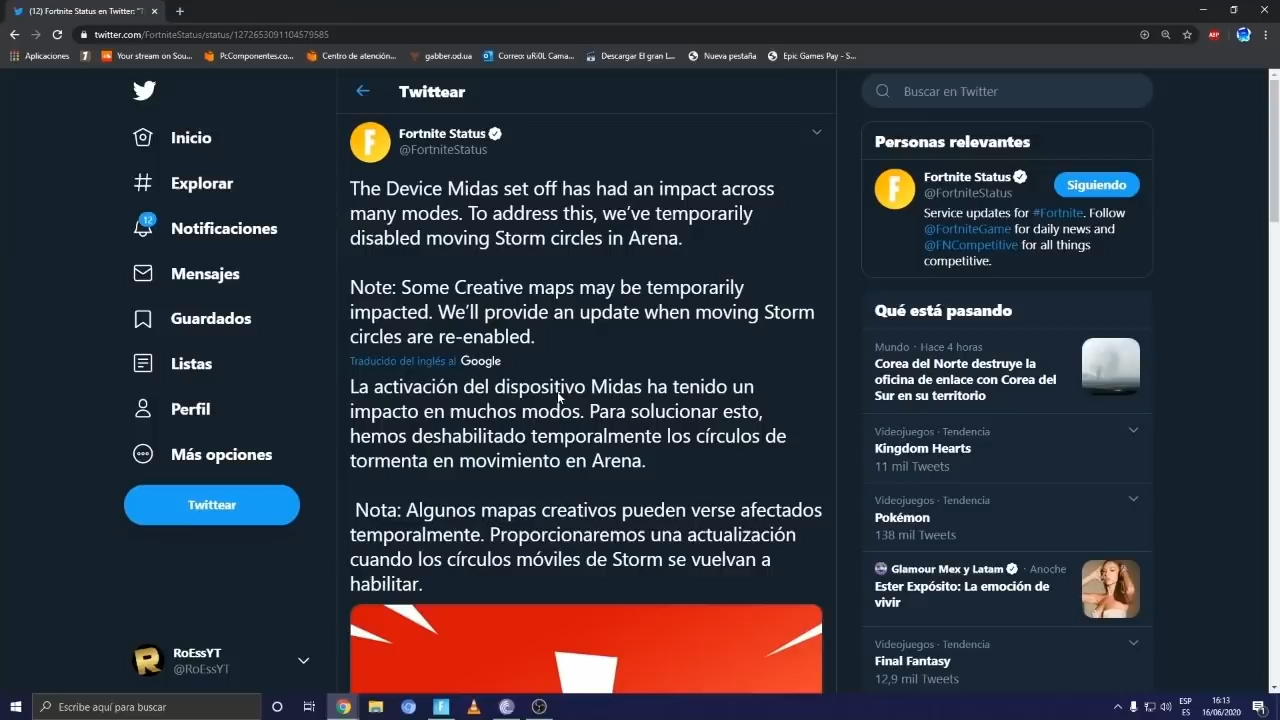 (12) Fortnite Status en Twitter: "T
twitter.com/FortniteStatus/status/1272653091104579585
ABP
Aplicaciones
Your stream on Sou...
PcComponentes.co...
Centro de atención...
gabber.od.ua
Correo: uRi0L Cama...
Descargar El gran L...
Nueva pestaña
Epic Games Pay - S...
Inicio
Explorar
12
Notificaciones
Mensajes
Guardados
Listas
Perfil
Más opciones
Twittear
RoEssYT
@RoEssYT
Twittear
Fortnite Status
@FortniteStatus
The Device Midas set off has had an impact across
many modes. To address this, we've temporarily
disabled moving Storm circles in Arena.
Note: Some Creative maps may be temporarily
impacted. We'll provide an update when moving Storm
circles are re-enabled.
Traducido del inglés al Google
La activación del dispositivo Midas ha tenido un
impacto en muchos modos. Para solucionar esto,
hemos deshabilitado temporalmente los círculos de
tormenta en movimiento en Arena.
Nota: Algunos mapas creativos pueden verse afectados
temporalmente. Proporcionaremos una actualización
cuando los círculos móviles de Storm se vuelvan a
habilitar.
Buscar en Twitter
Personas relevantes
Fortnite Status
@FortniteStatus
Siguiendo
Service updates for #Fortnite. Follow
@FortniteGame for daily news and
@FNCompetitive for all things
competitive.
Qué está pasando
Mundo · Hace 4 horas
Corea del Norte destruye la
oficina de enlace con Corea del
Sur en su territorio
Videojuegos · Tendencia
Kingdom Hearts
11 mil Tweets
Videojuegos · Tendencia
Pokémon
138 mil Tweets
Glamour Mex y Latam · Anoche
Ester Expósito: La emoción de
vivir
Videojuegos · Tendencia
Final Fantasy
12,9 mil Tweets
Escribe aquí para buscar
ESP
ES
16:13
16/06/2020